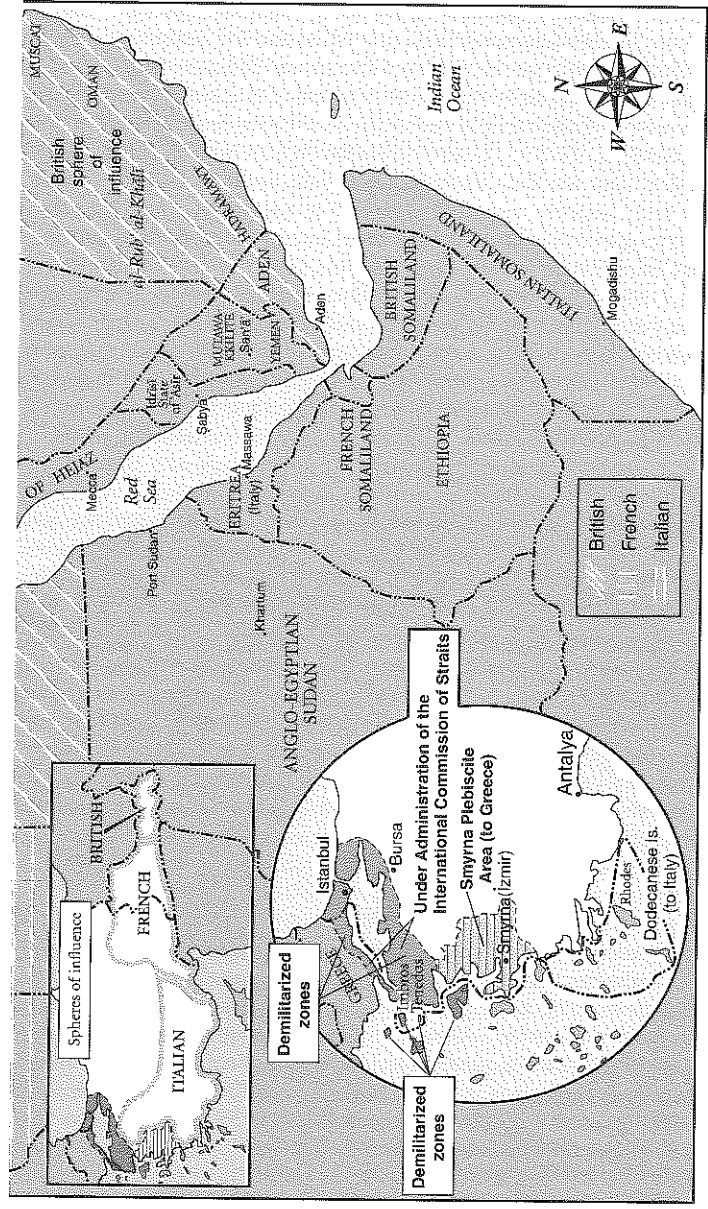 MUSCAT
OMAN
British
sphere
of
influence
al-Rub' al-Khali
HADRAMAWT
ADEN
Aden
MUTAWA
KKILITE
San'a
YEMEN
Idrisi
State
of Asir
Sabya
OF HEJAZ
Mecca
Red
Sea
Port Sudan
Massawa
ERITREA
(Italy)
Khartum
ANGLO-EGYPTIAN
SUDAN
FRENCH
SOMALILAND
ETHIOPIA
BRITISH
SOMALILAND
ITALIAN SOMALILAND
Mogadishu
Indian
Ocean
N
E
S
W
British
French
Italian
Spheres of influence
BRITISH
FRENCH
ITALIAN
Demilitarized
zones
Istanbul
Bursa
GREECE
Imbros
Tenedos
Under Administration of the
International Commission of Straits
Smyrna Plebiscite
Area (to Greece)
Smyrna (İzmir)
Antalya
Rhodes
Dodecanese Is.
(to Italy)
Demilitarized
zones